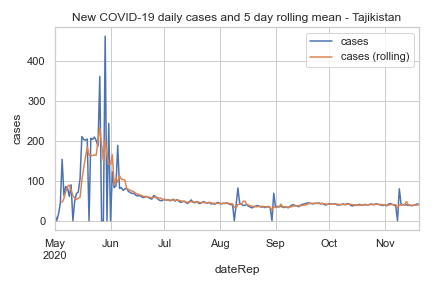 New COVID-19 daily cases and 5 day rolling mean - Tajikistan
cases
cases (rolling)
cases
400
300
200
100
0
May Jun Jul Aug Sep Oct Nov
2020
dateRep